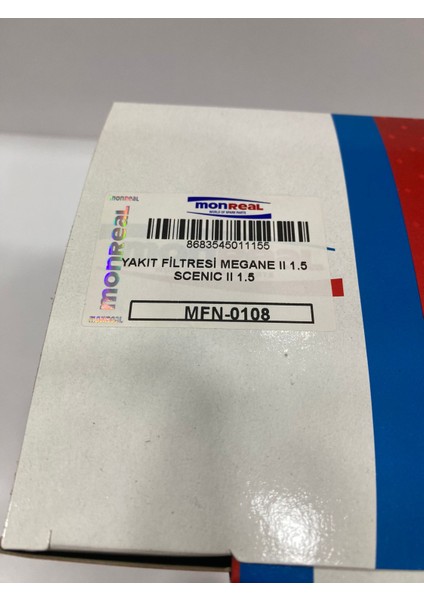 monReal
WORLD OF SPARE PARTS
monReal
8683545011155
YAKIT FİLTRESİ MEGANE II 1.5
SCENIC II 1.5
MFN-0108
monreal